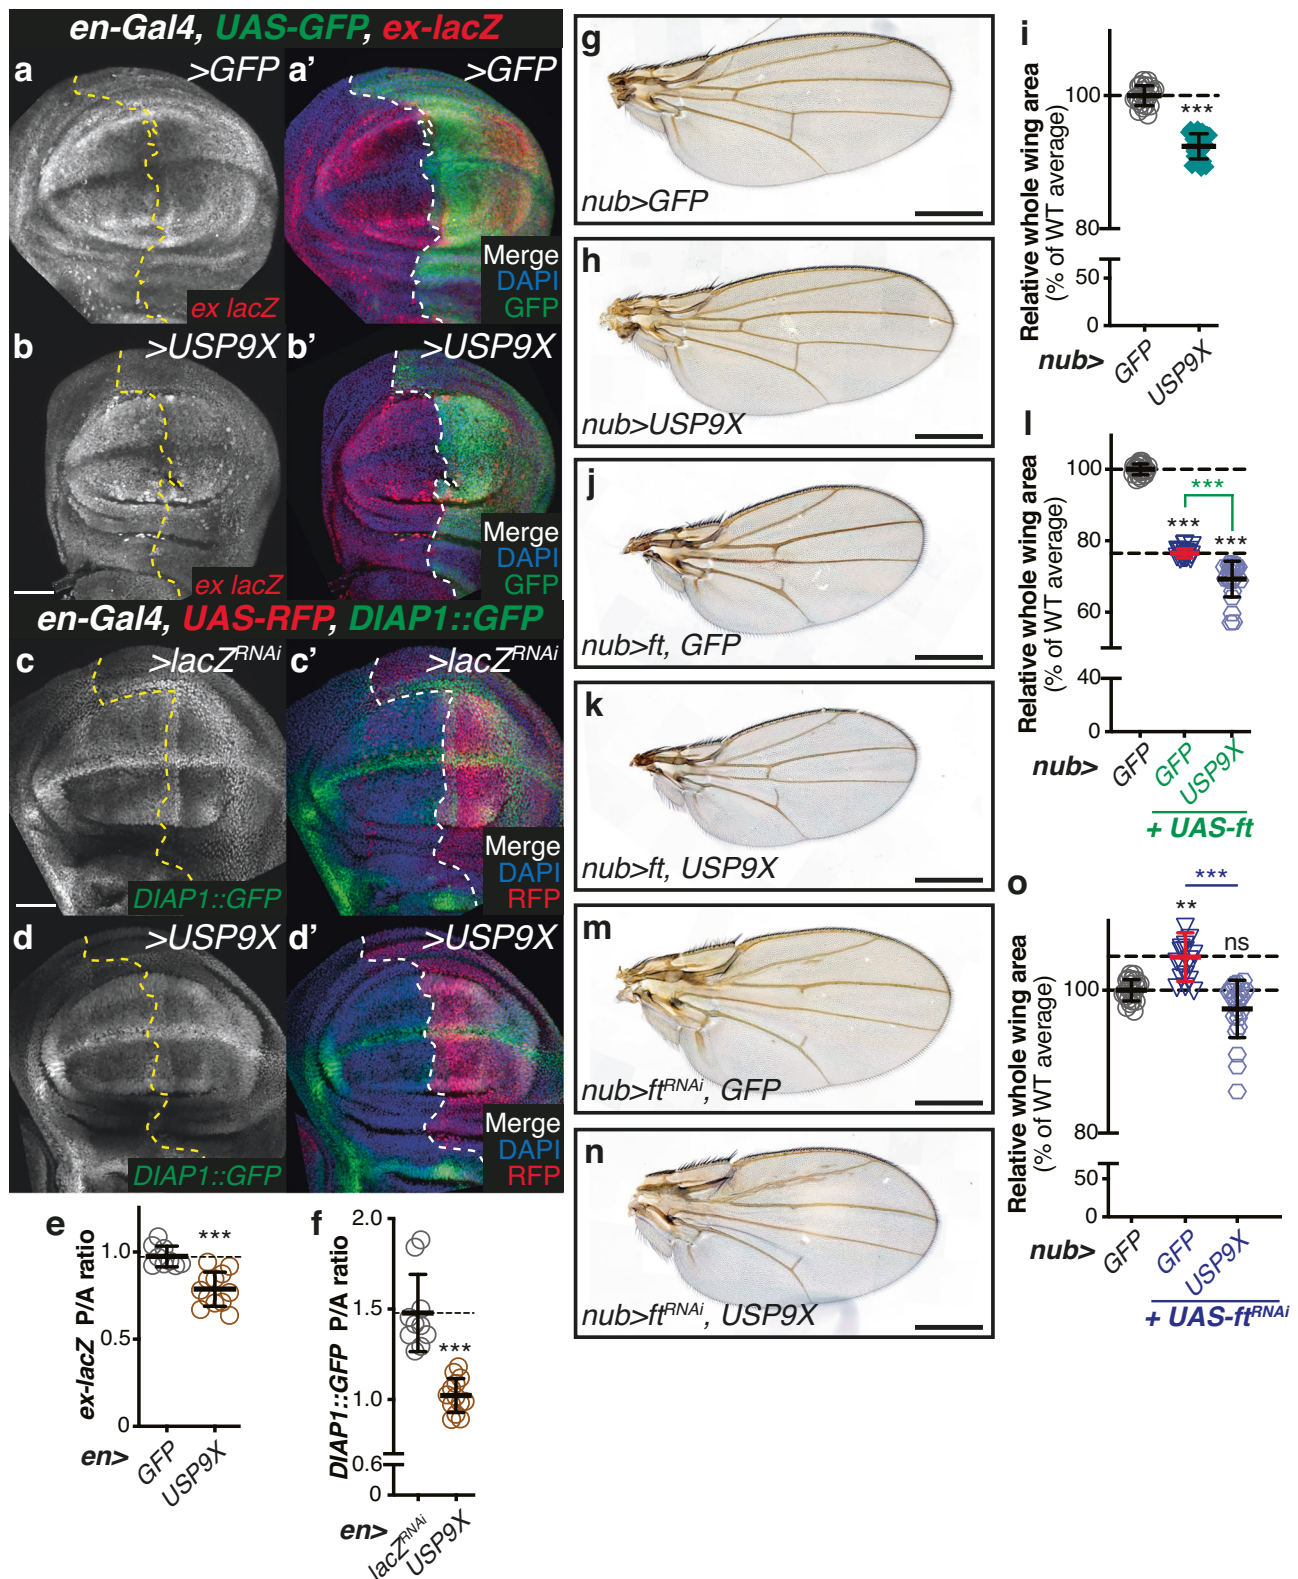 en-Gal4, UAS-GFP, ex-lacZ
a
>GFP
ex lacZ
a'
>GFP
Merge
DAPI
GFP
b
>USP9X
ex lacZ
b'
>USP9X
Merge
DAPI
GFP
en-Gal4, UAS-RFP, DIAP1::GFP
c
>lacZRNAi
DIAP1::GFP
c'
>lacZRNAi
Merge
DAPI
RFP
d
>USP9X
DIAP1::GFP
d'
>USP9X
Merge
DAPI
RFP
e
ex-lacZ P/A ratio
1.0
0.5
0
***
en>
GFP
USP9X
f
DIAP1::GFP P/A ratio
2.0
1.5
1.0
0.6
0
***
en>
lacZRNAi
USP9X
g
nub>GFP
h
nub>USP9X
i
Relative whole wing area
(% of WT average)
100
80
50
0
***
nub>
GFP
USP9X
j
nub>ft, GFP
k
nub>ft, USP9X
l
Relative whole wing area
(% of WT average)
100
80
60
40
0
***
***
***
nub>
GFP
GFP
USP9X
+ UAS-ft
m
nub>ftRNAi, GFP
n
nub>ftRNAi, USP9X
o
Relative whole wing area
(% of WT average)
100
80
50
0
***
**
ns
nub>
GFP
GFP
USP9X
+ UAS-ftRNAi